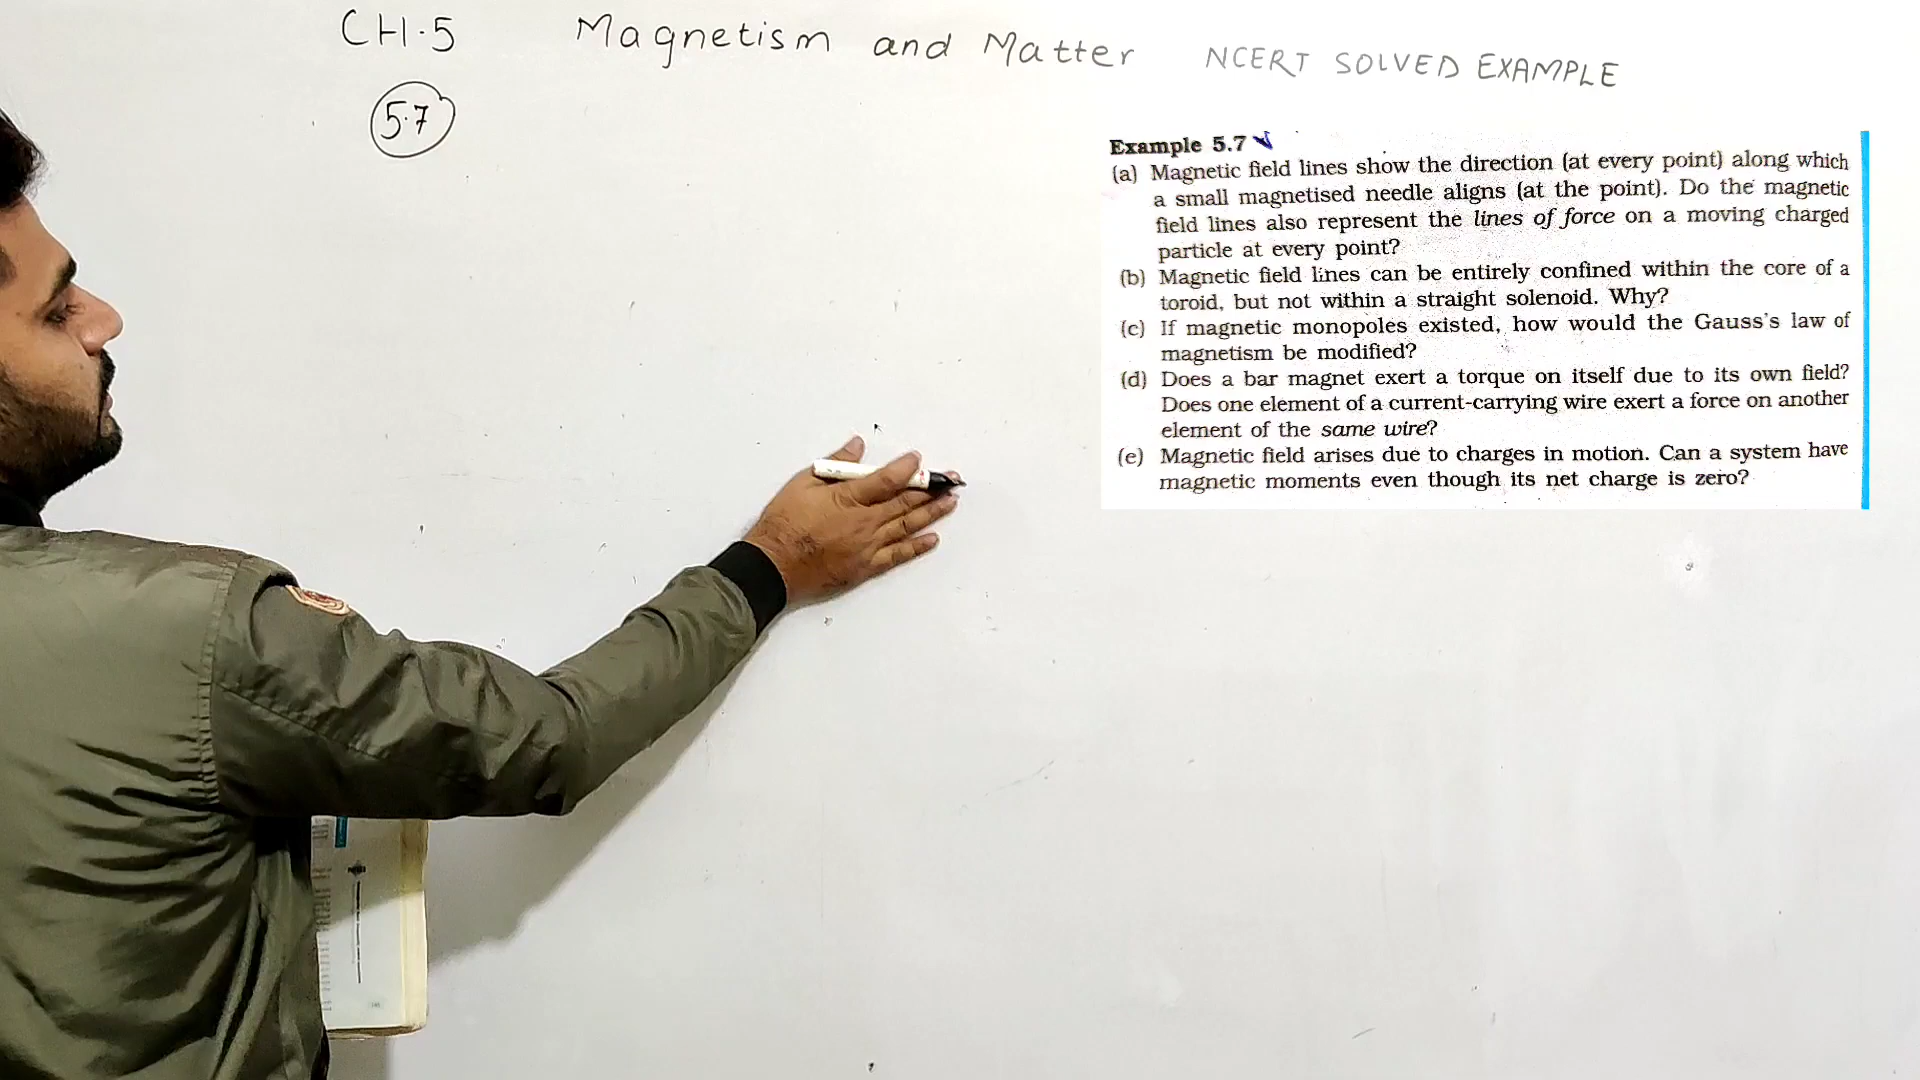 CH.5 Magnetism and Matter NCERT SOLVED EXAMPLE
5.7
Example 5.7
(a) Magnetic field lines show the direction (at every point) along which
a small magnetised needle aligns (at the point). Do the magnetic
field lines also represent the lines of force on a moving charged
particle at every point?
(b) Magnetic field lines can be entirely confined within the core of a
toroid, but not within a straight solenoid. Why?
(c) If magnetic monopoles existed, how would the Gauss's law of
magnetism be modified?
(d) Does a bar magnet exert a torque on itself due to its own field?
Does one element of a current-carrying wire exert a force on another
element of the same wire?
(e) Magnetic field arises due to charges in motion. Can a system have
magnetic moments even though its net charge is zero?